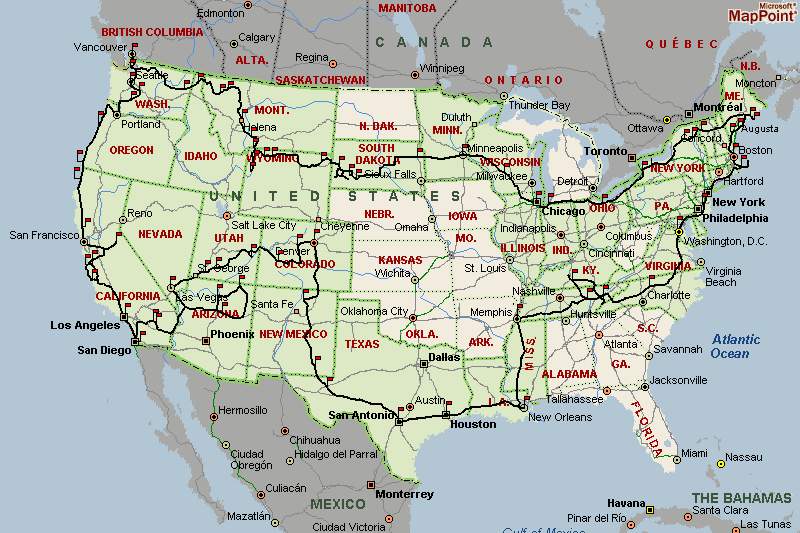 Microsoft®
MapPoint®
MANITOBA
Edmonton
BRITISH COLUMBIA
Calgary
CANADA
QUÉBEC
Vancouver
ALTA.
Regina
Winnipeg
N.B.
Seattle
SASKATCHEWAN
ONTARIO
Moncton
WASH.
MONT.
Thunder Bay
ME.
Montréal
Portland
Helena
N. DAK.
Duluth
MINN.
Ottawa
Augusta
OREGON
IDAHO
WYOMING
SOUTH
DAKOTA
Minneapolis
WISCONSIN
Toronto
Concord
Boston
Sioux Falls
Milwaukee
Detroit
NEW YORK
Hartford
UNITED STATES
Chicago
OHIO
PA.
New York
Reno
Salt Lake City
Cheyenne
NEBR.
Omaha
IOWA
Philadelphia
San Francisco
NEVADA
UTAH
Denver
MO.
ILLINOIS
IND.
Indianapolis
Columbus
Cincinnati
Washington, D.C.
St. George
COLORADO
KANSAS
Wichita
St. Louis
KY.
VIRGINIA
Virginia
Beach
CALIFORNIA
Las Vegas
Nashville
Charlotte
Los Angeles
ARIZONA
Santa Fe
Oklahoma City
Memphis
Huntsville
San Diego
Phoenix
NEW MEXICO
TEXAS
OKLA.
ARK.
MISS.
ALABAMA
Atlanta
GA.
S.C.
Savannah
Atlantic
Ocean
Dallas
Jacksonville
Hermosillo
Austin
LA.
Tallahassee
San Antonio
Houston
New Orleans
FLORIDA
Chihuahua
Ciudad
Obregón
Hidalgo del Parral
Miami
Nassau
Culiacán
MEXICO
Monterrey
Havana
THE BAHAMAS
Mazatlán
Ciudad Victoria
Pinar del Río
Santa Clara
Las Tunas
Gulf of Mexico